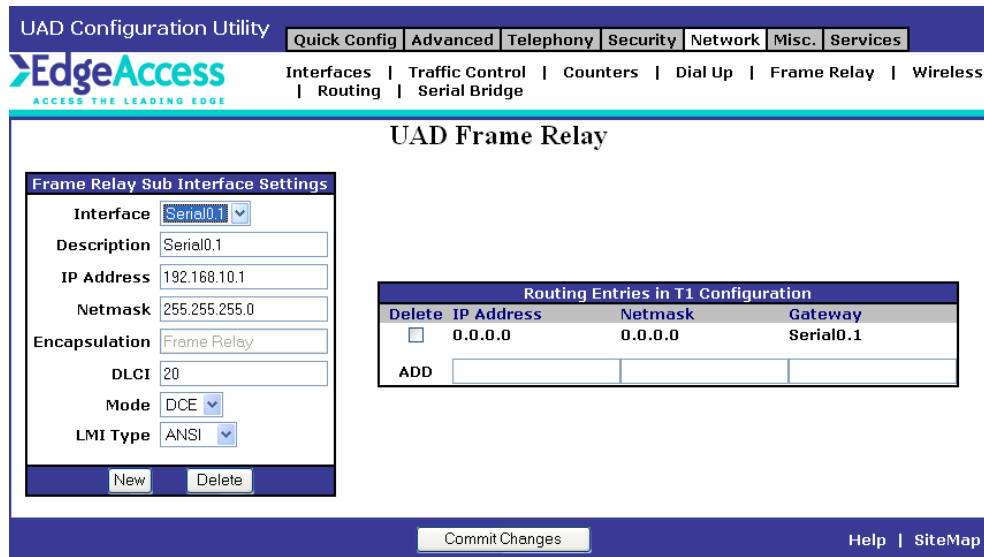 UAD Configuration Utility
Quick Config Advanced Telephony Security Network Misc. Services
EdgeAccess
ACCESS THE LEADING EDGE
Interfaces | Traffic Control | Counters | Dial Up | Frame Relay | Wireless
| Routing | Serial Bridge
UAD Frame Relay
Frame Relay Sub Interface Settings
Interface Serial0.1
Description Serial0.1
IP Address 192.168.10.1
Netmask 255.255.255.0
Encapsulation Frame Relay
DLCI 20
Mode DCE
LMI Type ANSI
New Delete
Routing Entries in T1 Configuration
Delete IP Address Netmask Gateway
0.0.0.0 0.0.0.0 Serial0.1
ADD
Commit Changes
Help | SiteMap